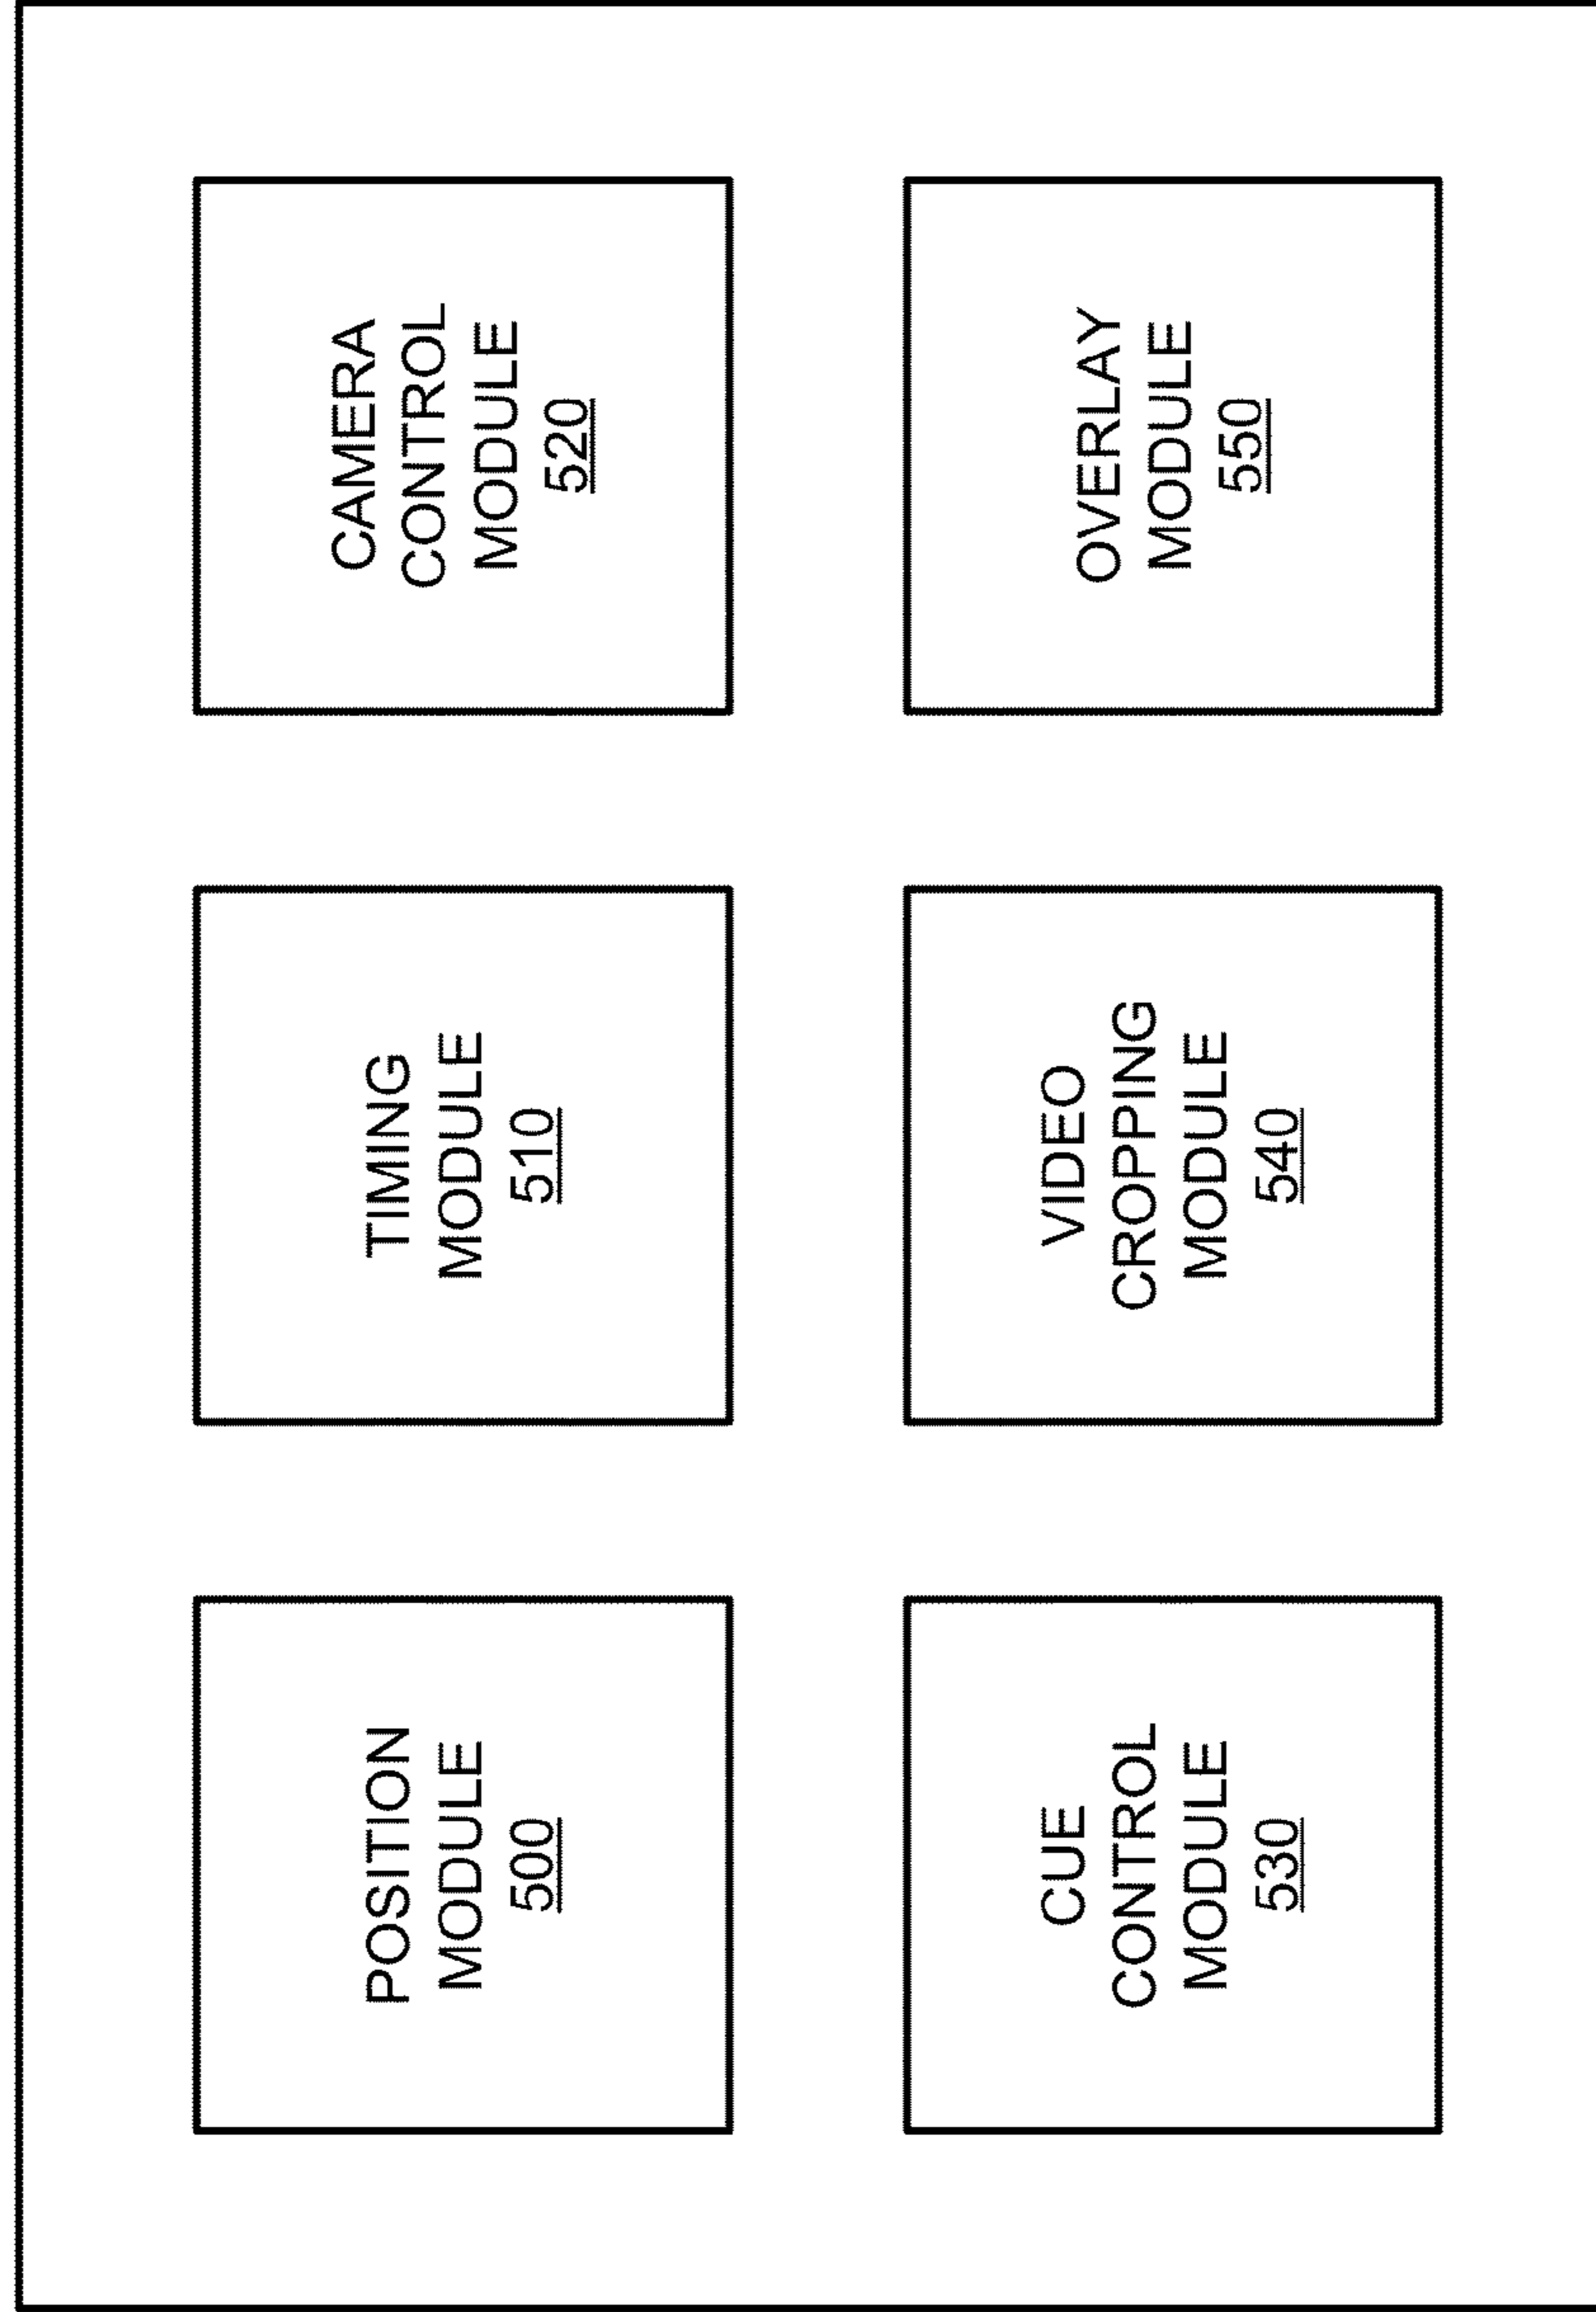 POSITION
MODULE
500
TIMING
MODULE
510
CAMERA
CONTROL
MODULE
520
CUE
CONTROL
MODULE
530
VIDEO
CROPPING
MODULE
540
OVERLAY
MODULE
550